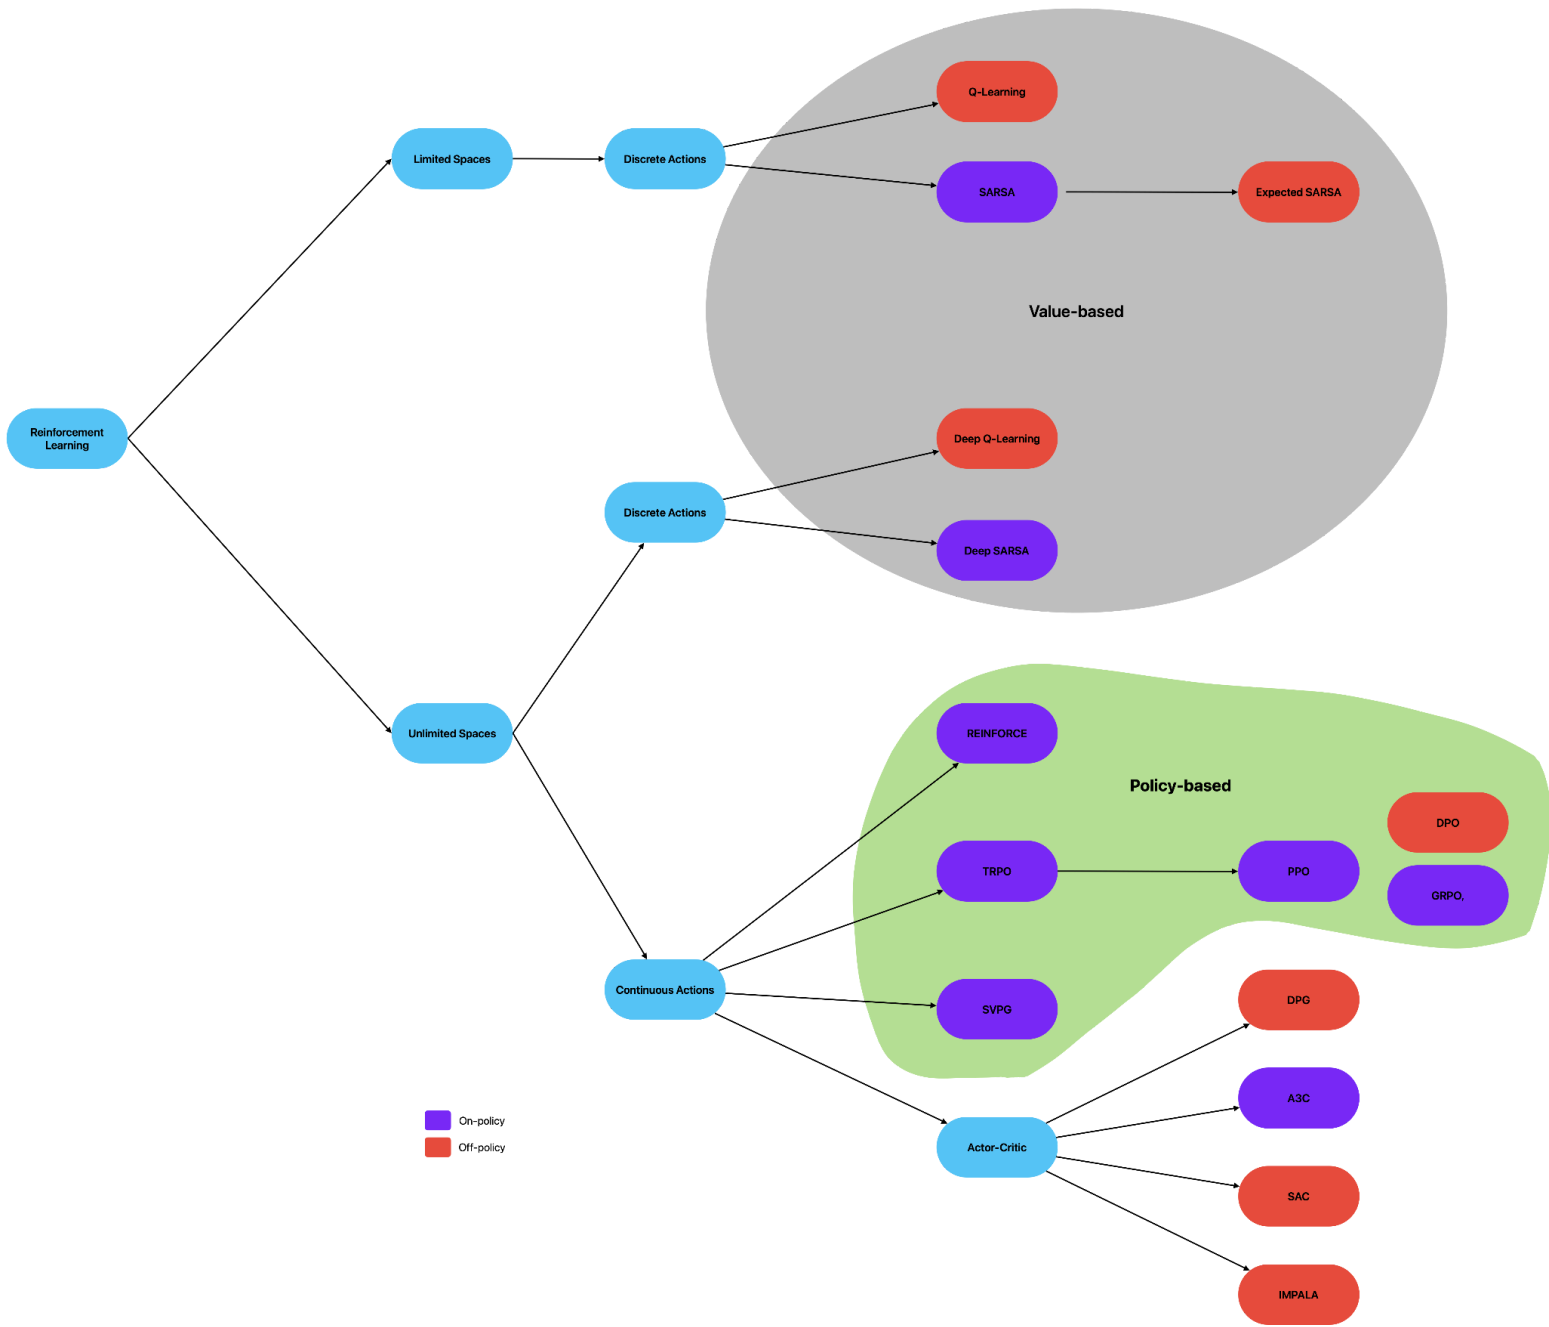 Q-Learning
Limited Spaces
Discrete Actions
SARSA
Expected SARSA
Value-based
Reinforcement
Learning
Deep Q-Learning
Discrete Actions
Deep SARSA
Unlimited Spaces
REINFORCE
Policy-based
DPO
TRPO
PPO
GRPO,
Continuous Actions
SVPG
DPG
A3C
On-policy
Off-policy
Actor-Critic
SAC
IMPALA